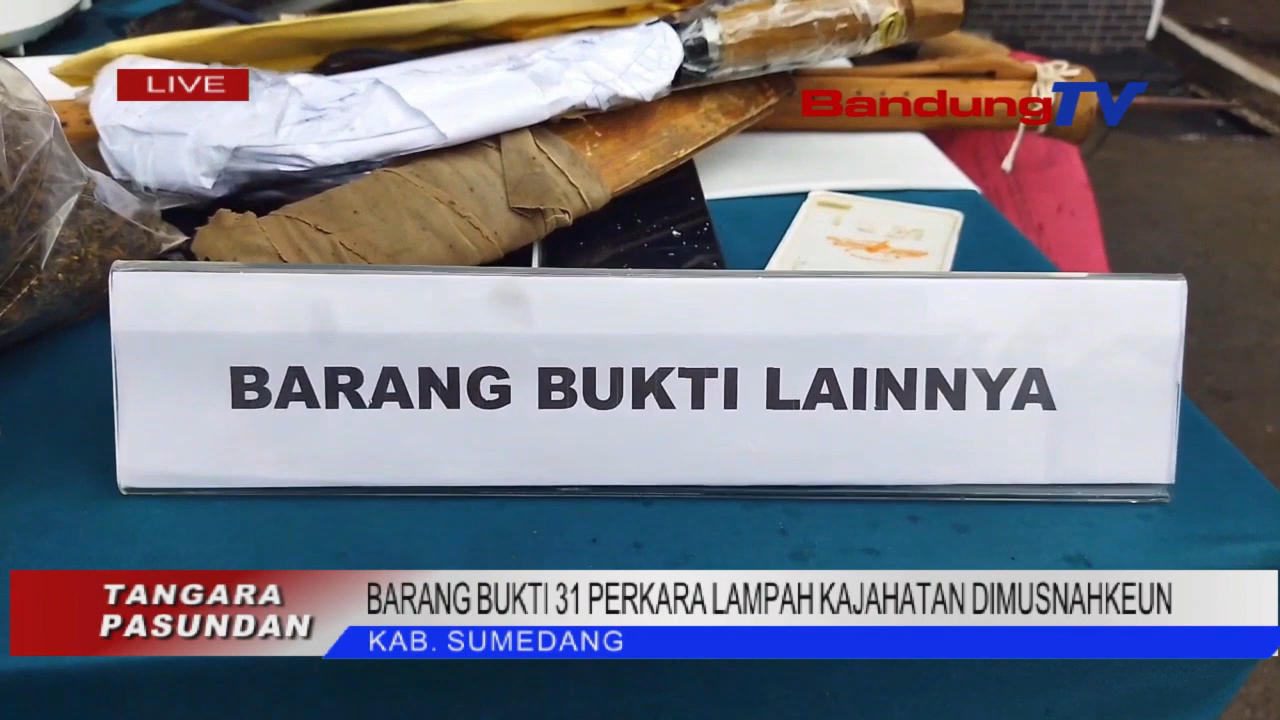 LIVE
BandungTV
BARANG BUKTI LAINNYA
TANGARA
PASUNDAN
BARANG BUKTI 31 PERKARA LAMPAH KAJAHATAN DIMUSNAHKEUN
KAB. SUMEDANG